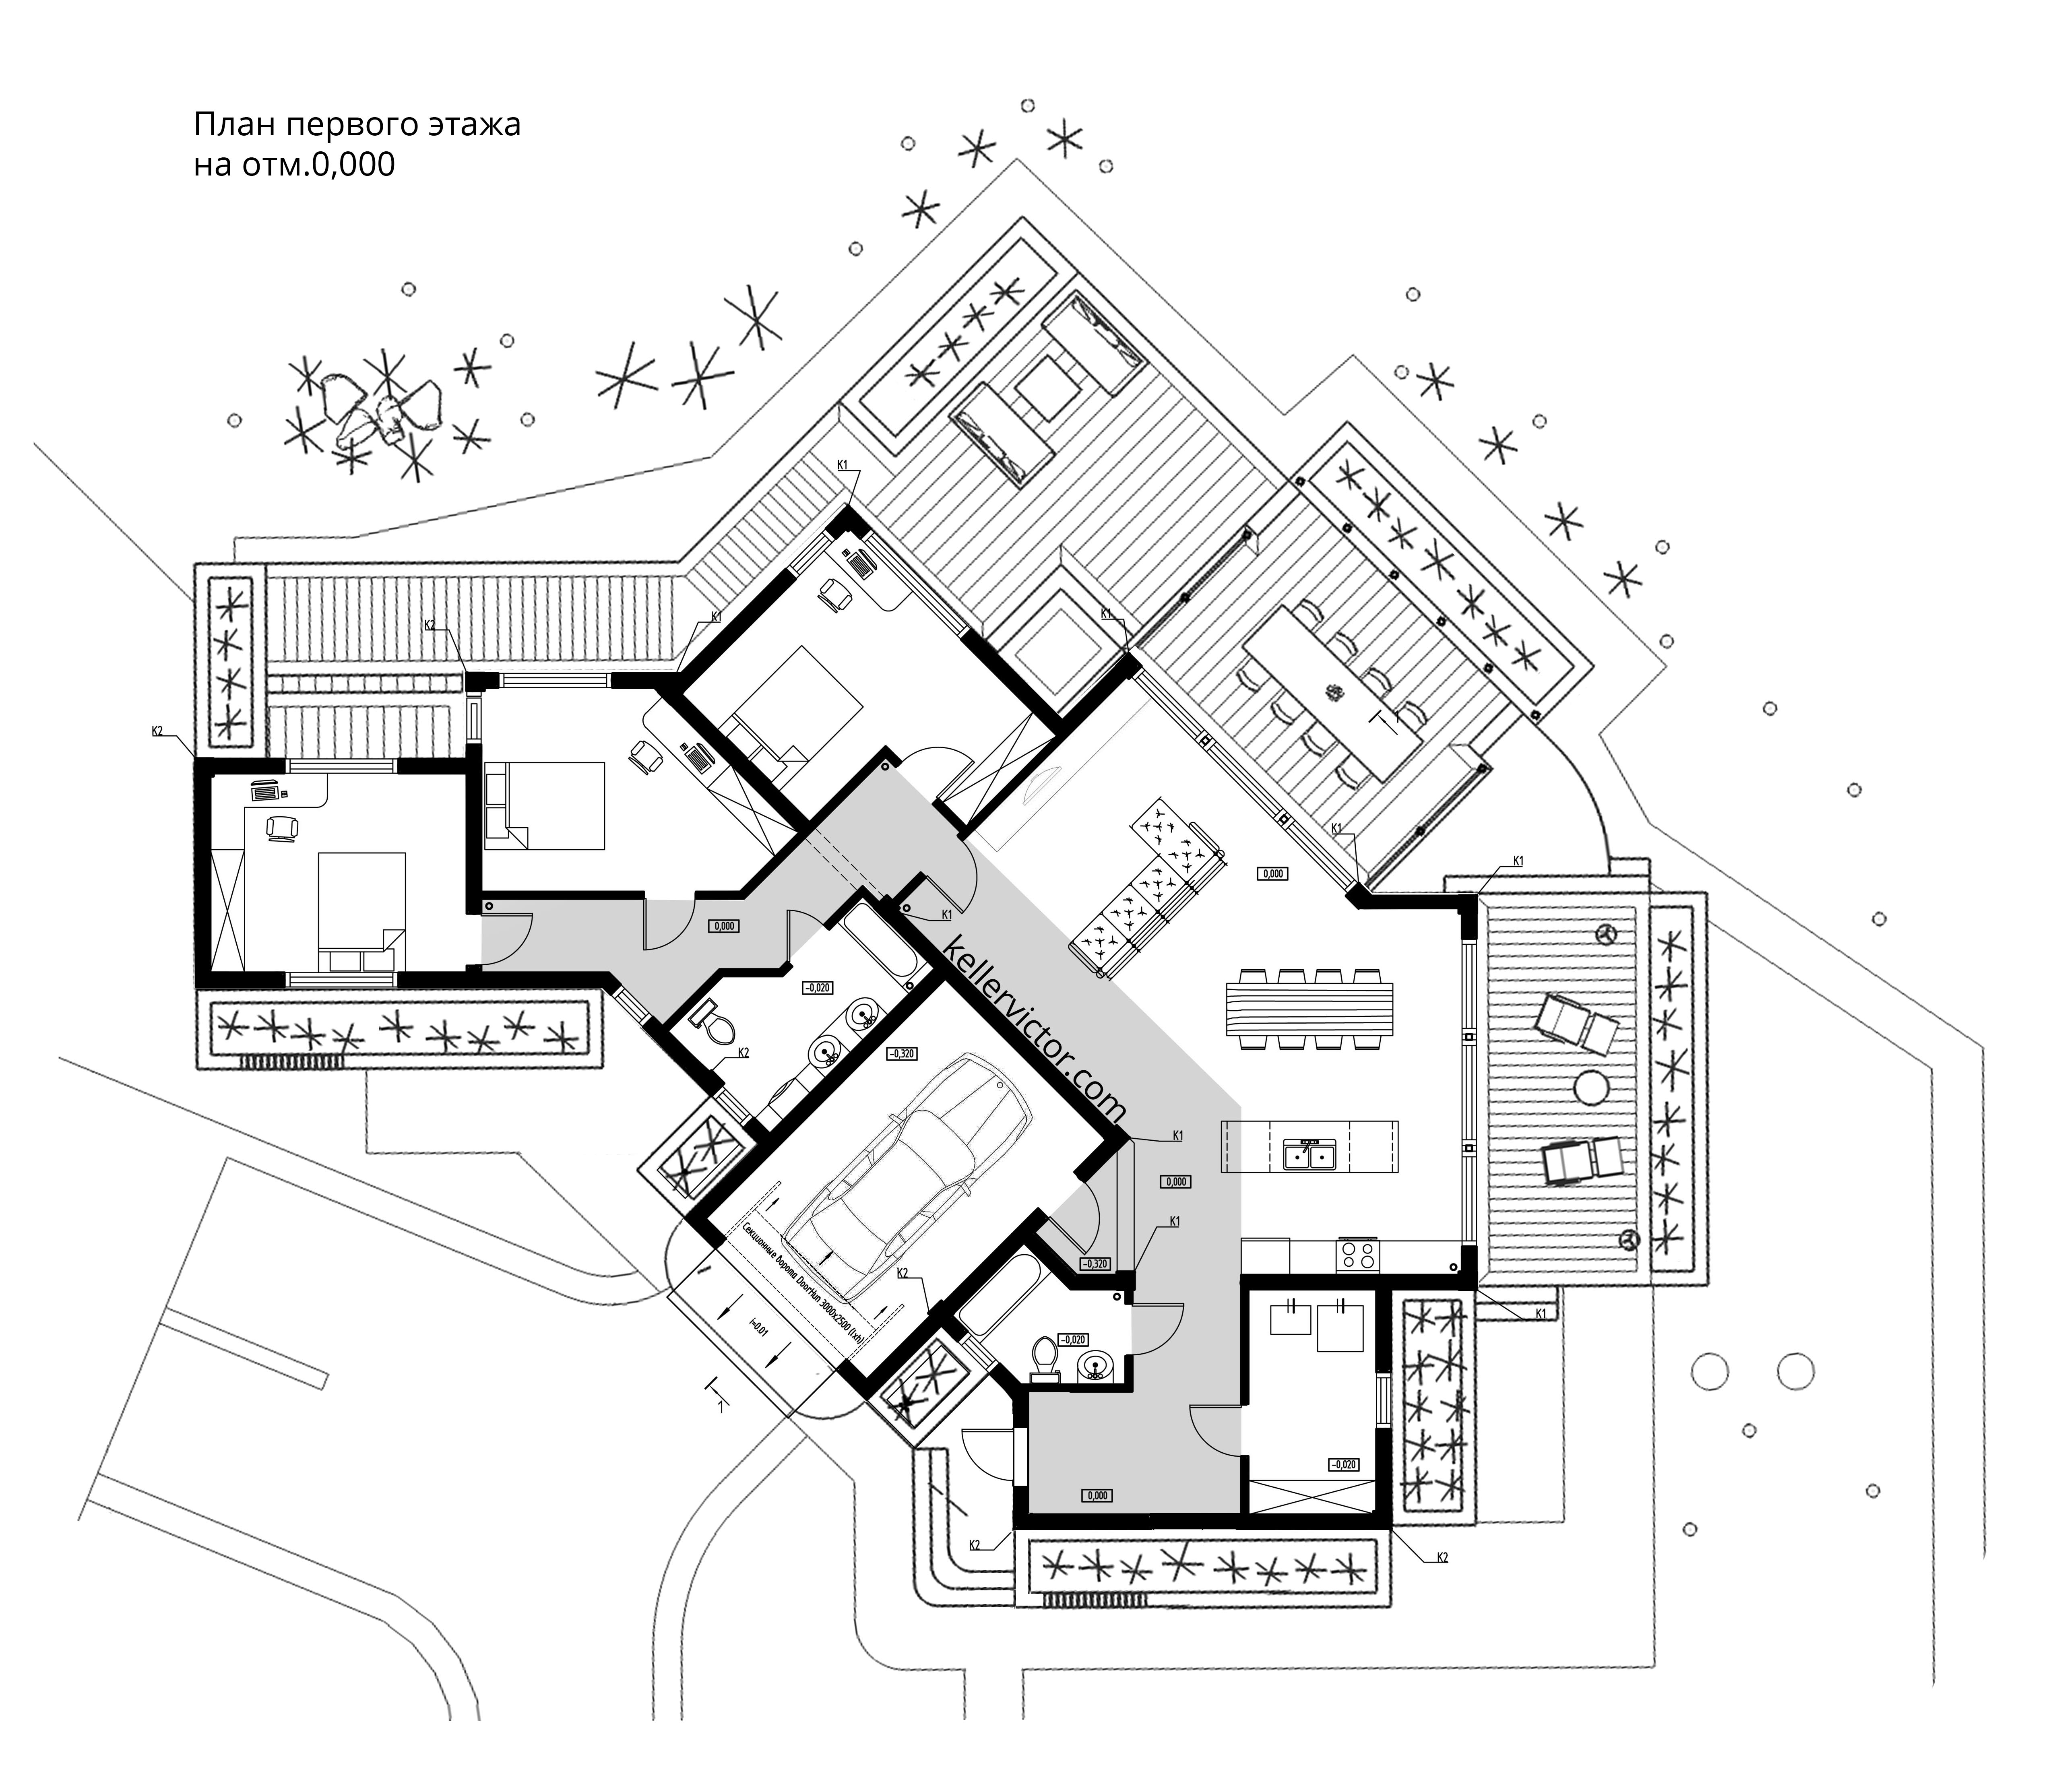 План первого этажа
на отм.0,000
K1
K2
K1
K1
K2
K1
K1
0,000
0,000
K1
-0,020
kellervictor.com
K2
-0,320
K1
0,000
K1
-0,320
K2
Секционные ворота DoorHan 3000x2500 (lxh)
i=0.01
K1
-0,020
1
1
-0,020
0,000
K2
K2